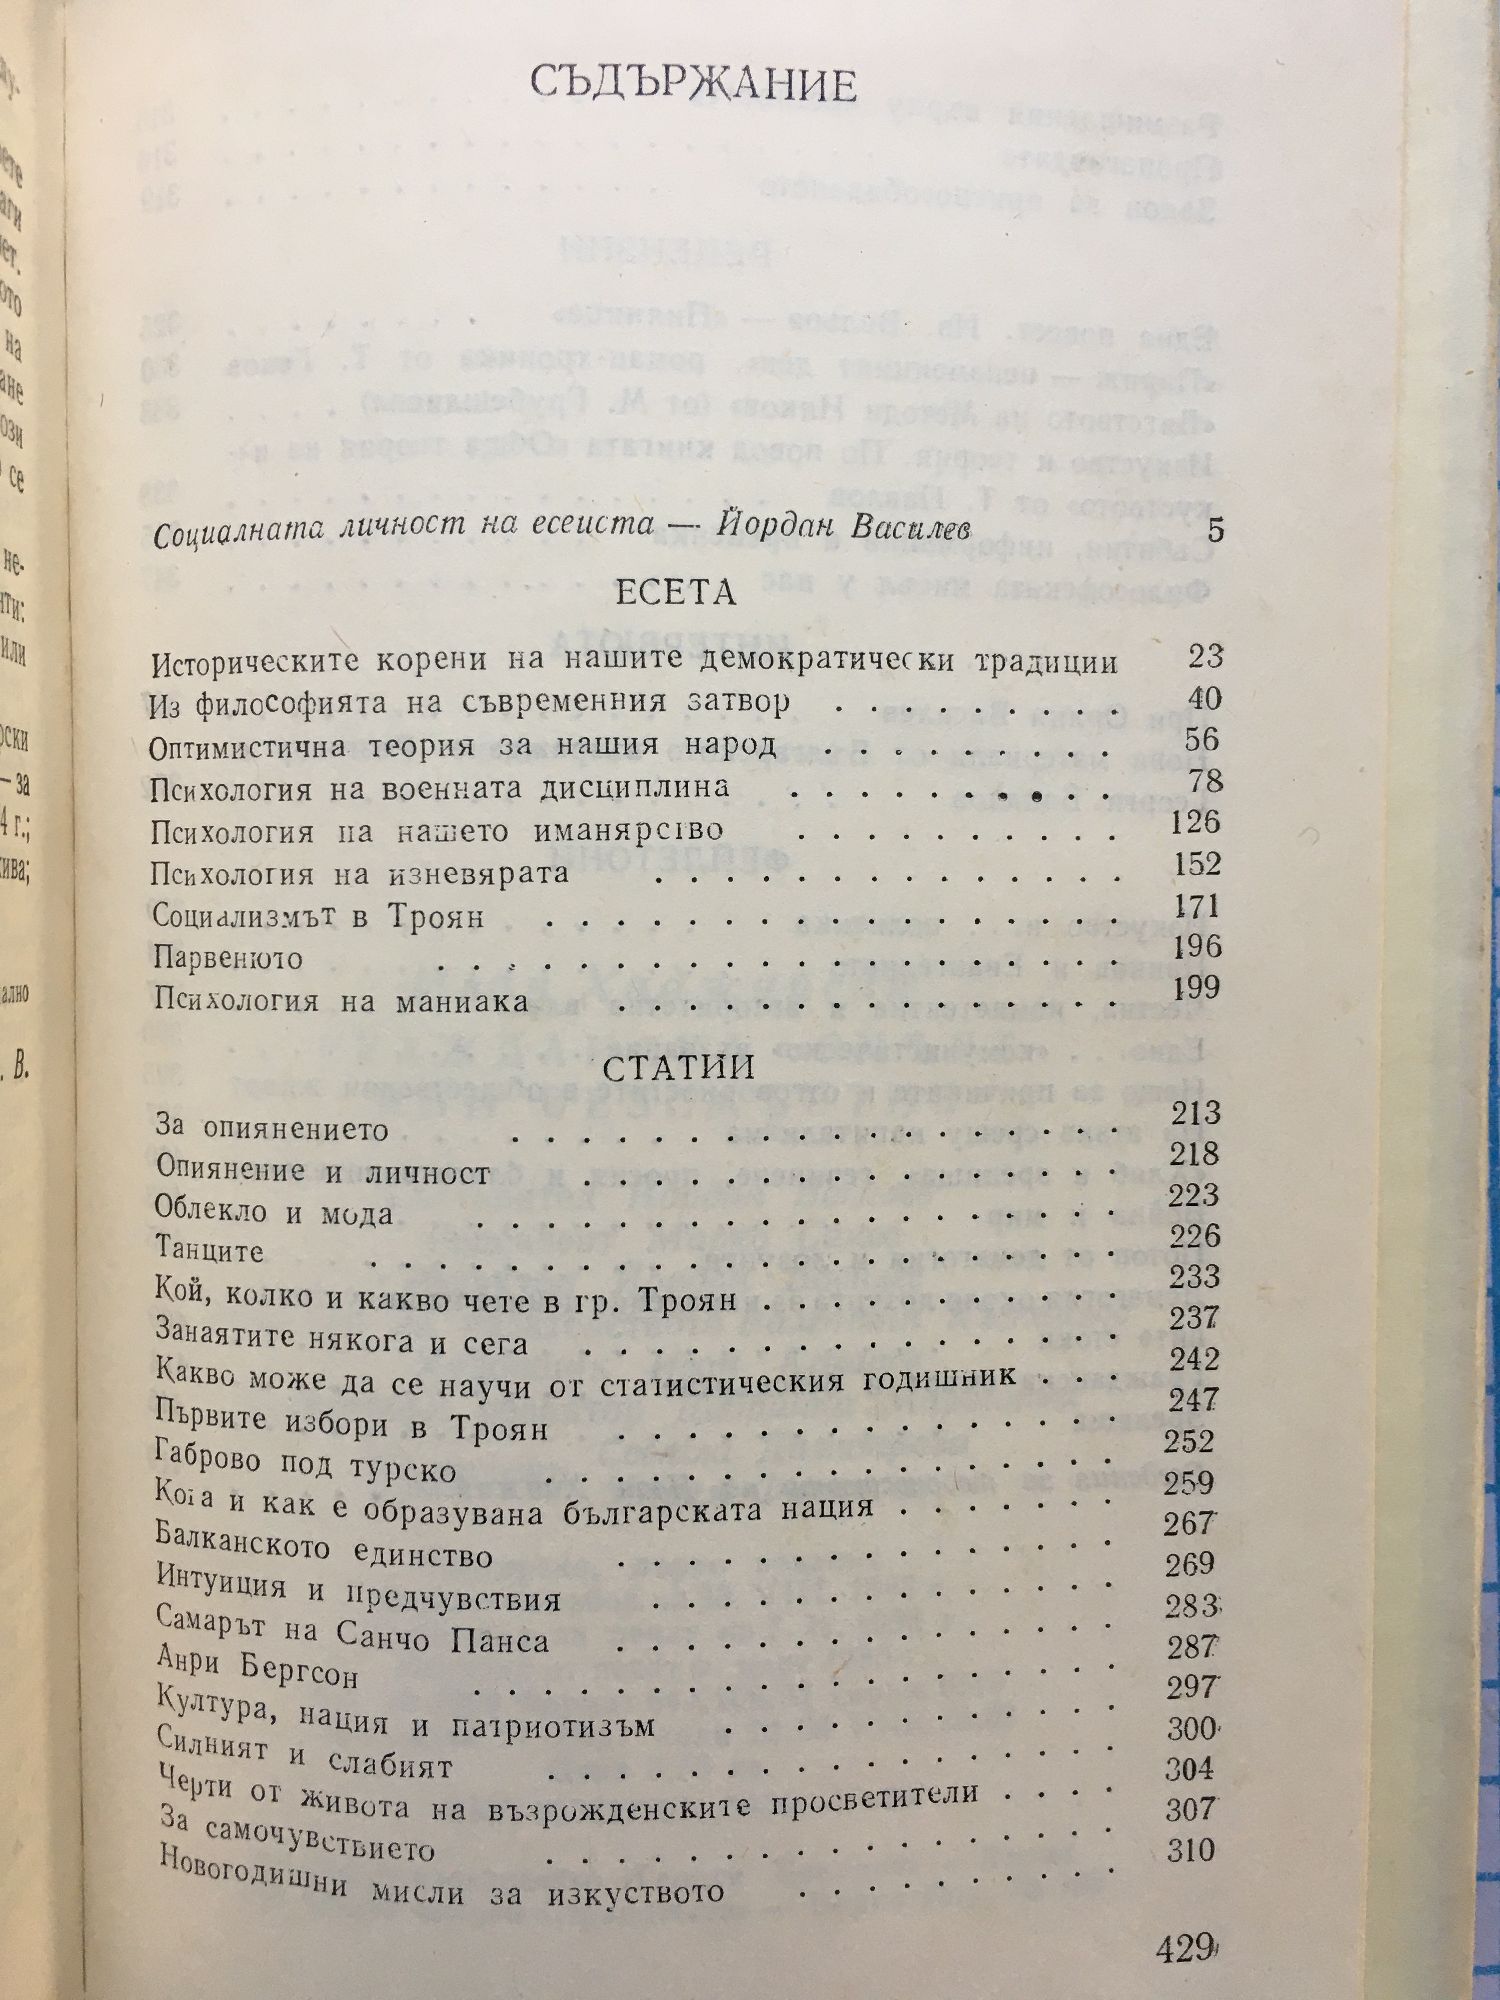 СЪДЪРЖАНИЕ
Социалната личност на есеиста — Йордан Василев 5
ЕСЕТА
Историческите корени на нашите демократически традиции 23
Из философията на съвременния затвор . . . . . . . . . 40
Оптимистична теория за нашия народ . . . . . . . . . 56
Психология на военната дисциплина . . . . . . . . . . 78
Психология на нашето иманярство . . . . . . . . . . 126
Психология на изневярата . . . . . . . . . . . . . . 152
Социализмът в Троян . . . . . . . . . . . . . . . . . 171
Парвенюто . . . . . . . . . . . . . . . . . . . . 196
Психология на маниака . . . . . . . . . . . . . . . 199
СТАТИИ
За опиянението . . . . . . . . . . . . . . . . . . 213
Опиянение и личност . . . . . . . . . . . . . . . . 218
Облекло и мода . . . . . . . . . . . . . . . . . . . 223
Танците . . . . . . . . . . . . . . . . . . . . . . 226
Кой, колко и какво чете в гр. Троян . . . . . . . . . . . 233
Занаятите някога и сега . . . . . . . . . . . . . . . . 237
Какво може да се научи от статистическия годишник . . . 242
Първите избори в Троян . . . . . . . . . . . . . . . 247
Габрово под турско . . . . . . . . . . . . . . . . . 252
Кога и как е образувана българската нация . . . . . . . 259
Балканското единство . . . . . . . . . . . . . . . 267
Интуиция и предчувствия . . . . . . . . . . . . . . 269
Самарът на Санчо Панса . . . . . . . . . . . . . . . 283
Анри Бергсон . . . . . . . . . . . . . . . . . . . 287
Култура, нация и патриотизъм . . . . . . . . . . . . 297
Силният и слабият . . . . . . . . . . . . . . . . . 300
Черти от живота на възрожденските просветители . . . . 304
За самочувствието . . . . . . . . . . . . . . . . . 307
Новогодишни мисли за изкуството . . . . . . . . . . 310
429